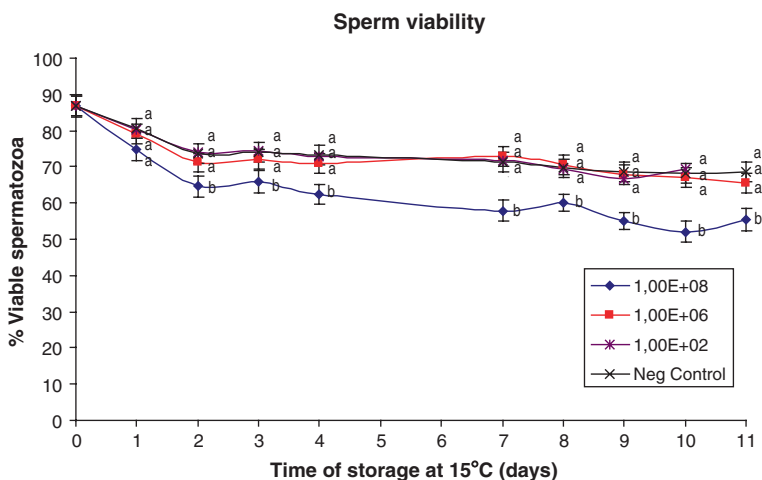 Sperm viability
% Viable spermatozoa
100
90
80
70
60
50
40
30
20
10
0
a a a a a a a a a
a a a a a a a a a
a a a a a a a a
b b b b b b b b
1,00E+08
1,00E+06
1,00E+02
Neg Control
0 1 2 3 4 7 8 9 10 11
Time of storage at 15°C (days)